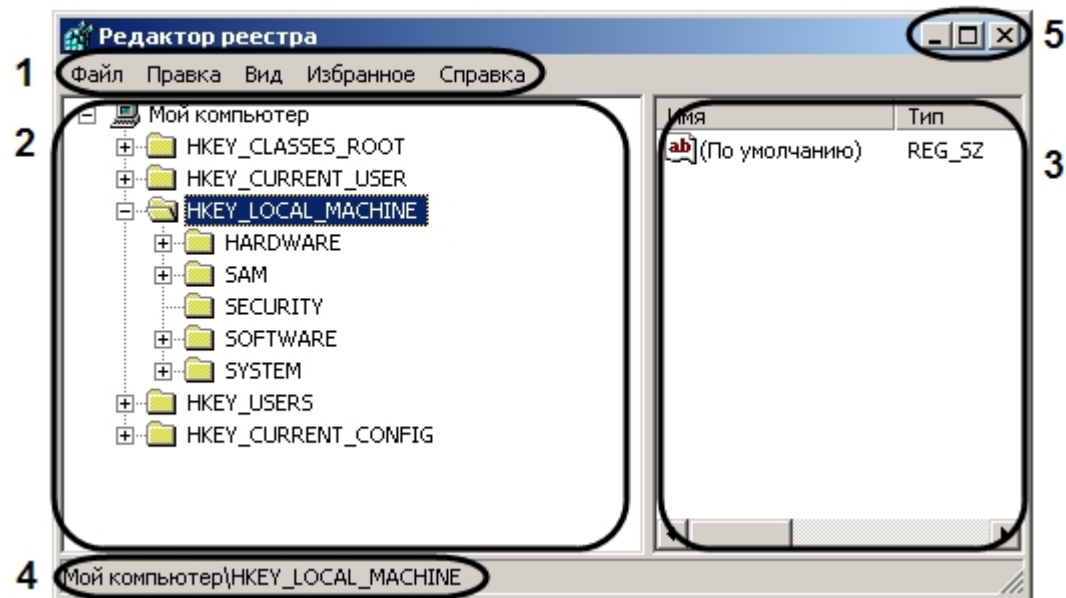 Редактор реестра
5
1
Файл Правка Вид Избранное Справка
2
Мой компьютер
HKEY_CLASSES_ROOT
HKEY_CURRENT_USER
HKEY_LOCAL_MACHINE
HARDWARE
SAM
SECURITY
SOFTWARE
SYSTEM
HKEY_USERS
HKEY_CURRENT_CONFIG
Имя Тип
ab (По умолчанию) REG_SZ
3
4
Мой компьютер\HKEY_LOCAL_MACHINE